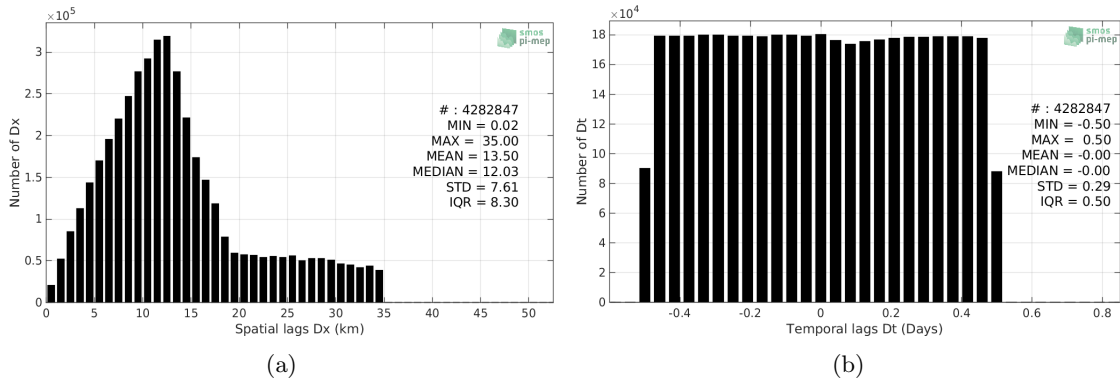 ×10^5
smos
pi-mep
3
2.5
2
1.5
1
0.5
0
Number of Dx
# : 4282847
MIN = 0.02
MAX = 35.00
MEAN = 13.50
MEDIAN = 12.03
STD = 7.61
IQR = 8.30
0 5 10 15 20 25 30 35 40 45 50
Spatial lags Dx (km)
(a)
×10^4
smos
pi-mep
18
16
14
12
10
8
6
4
2
0
Number of Dt
# : 4282847
MIN = -0.50
MAX = 0.50
MEAN = -0.00
MEDIAN = -0.00
STD = 0.29
IQR = 0.50
-0.4 -0.2 0 0.2 0.4 0.6 0.8
Temporal lags Dt (Days)
(b)